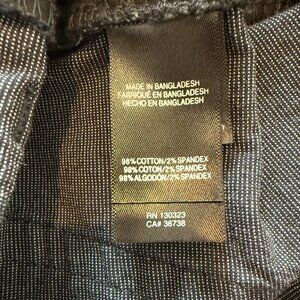 MADE IN BANGLADESH
FABRIQUÉ EN BANGLADESH
HECHO EN BANGLADESH
98% COTTON/2% SPANDEX
98% COTON/2% SPANDEX
98% ALGODÓN/2% SPANDEX
RN 130323
CA# 36738